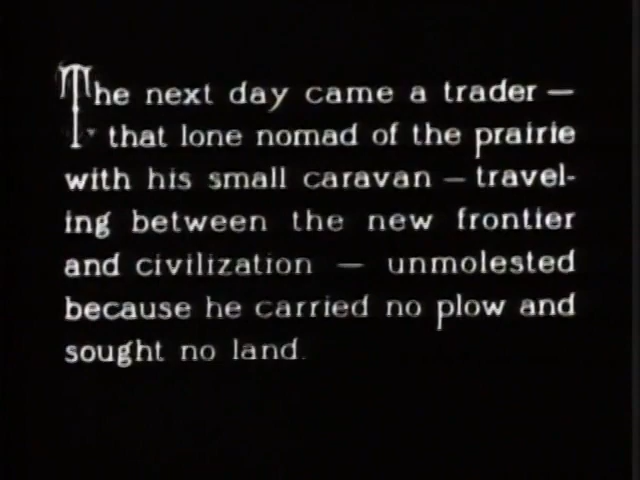 The next day came a trader —
that lone nomad of the prairie
with his small caravan — travel-
ing between the new frontier
and civilization — unmolested
because he carried no plow and
sought no land.